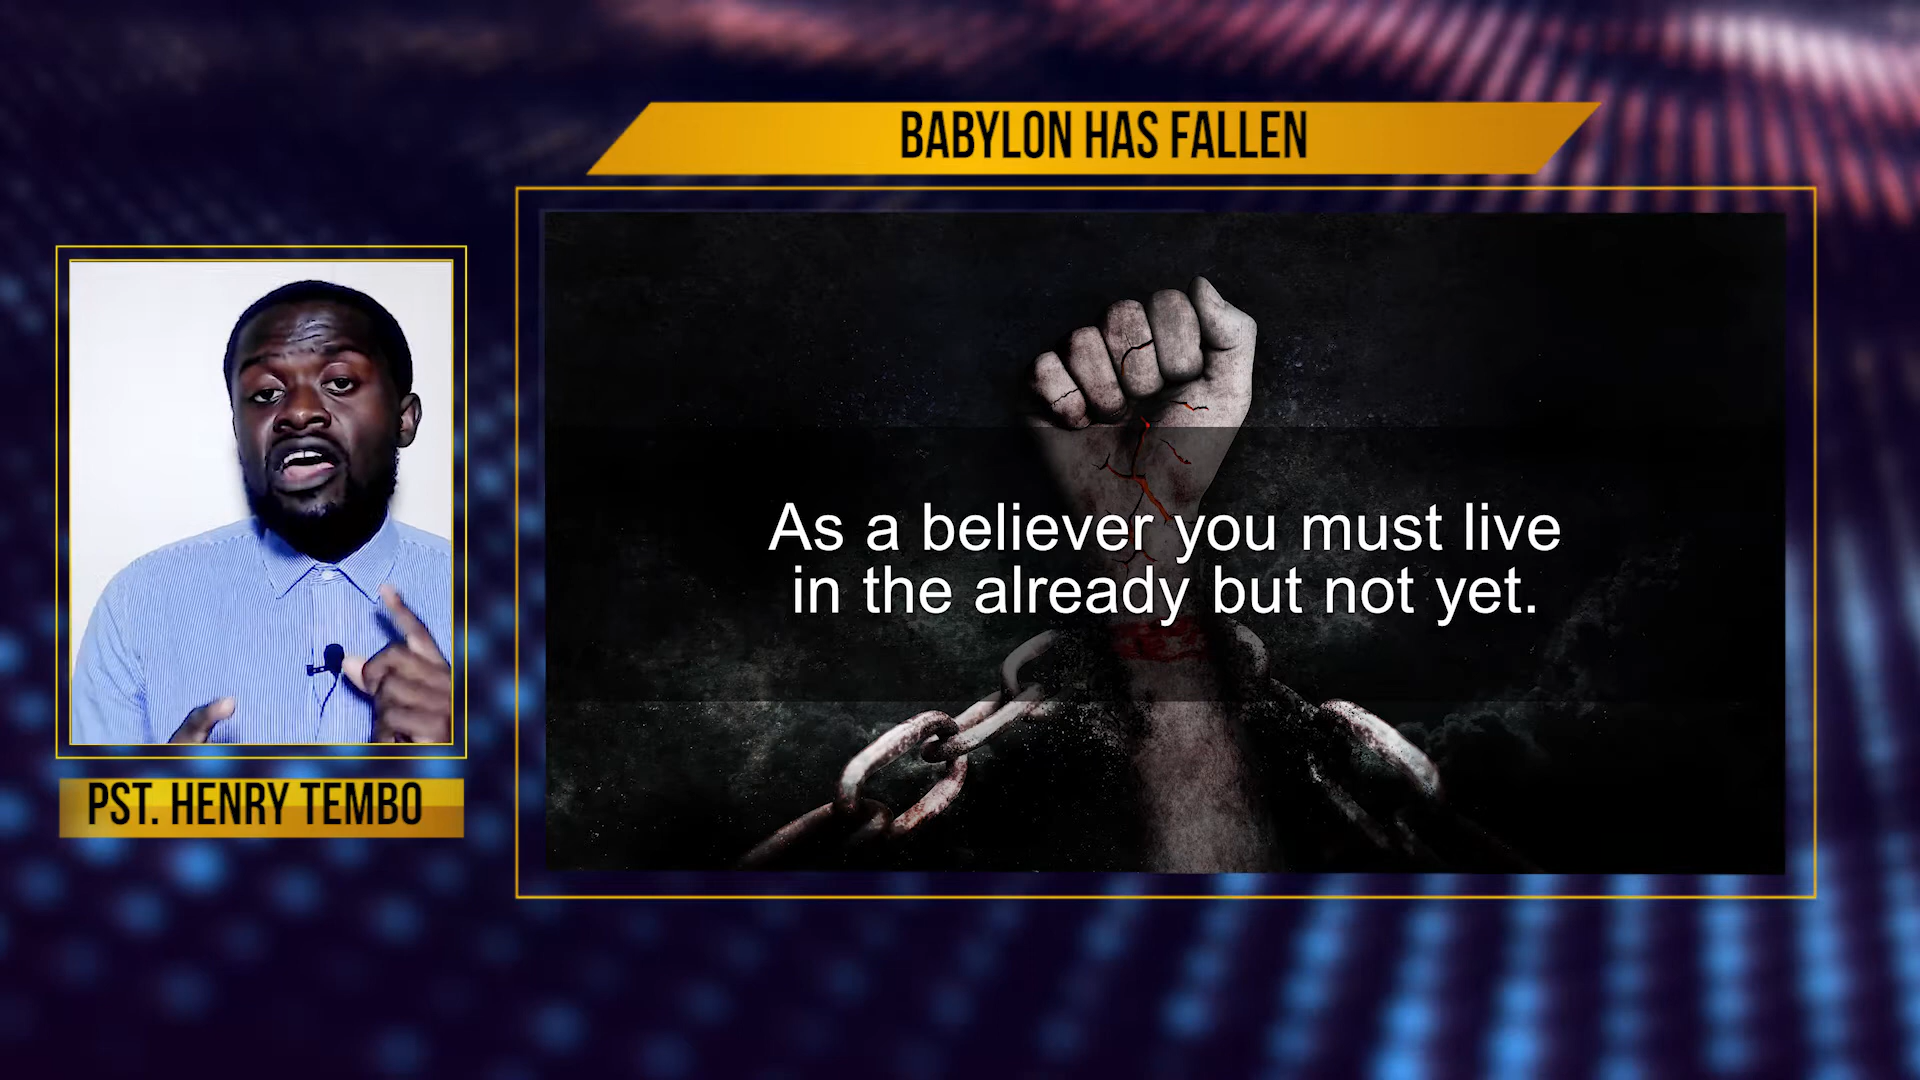 BABYLON HAS FALLEN
As a believer you must live
in the already but not yet.
PST. HENRY TEMBO